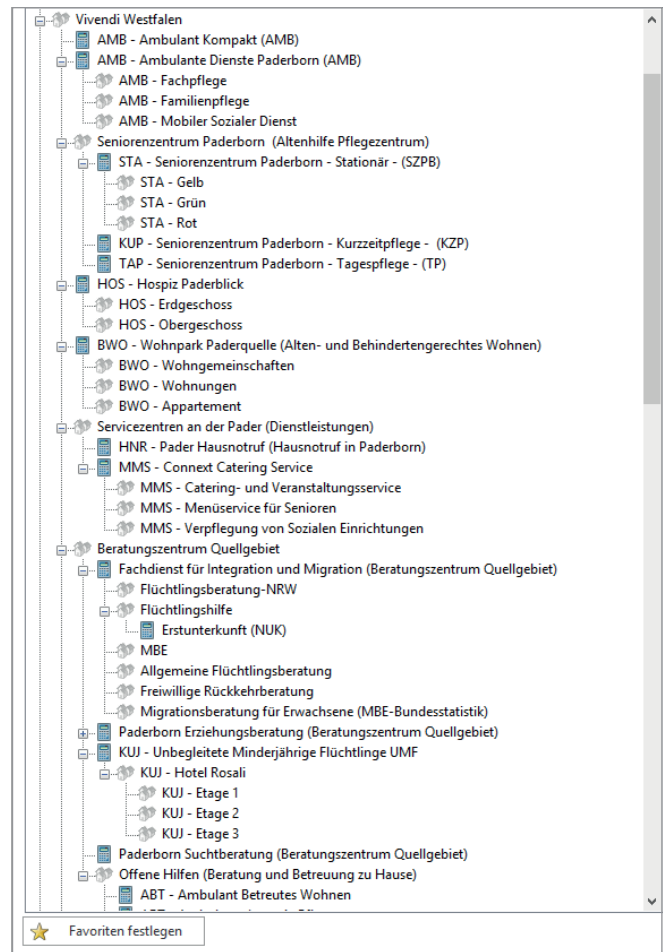 Vivendi Westfalen
AMB - Ambulant Kompakt (AMB)
AMB - Ambulante Dienste Paderborn (AMB)
AMB - Fachpflege
AMB - Familienpflege
AMB - Mobiler Sozialer Dienst
Seniorenzentrum Paderborn (Altenhilfe Pflegezentrum)
STA - Seniorenzentrum Paderborn - Stationär - (SZPB)
STA - Gelb
STA - Grün
STA - Rot
KUP - Seniorenzentrum Paderborn - Kurzzeitpflege - (KZP)
TAP - Seniorenzentrum Paderborn - Tagespflege - (TP)
HOS - Hospiz Paderblick
HOS - Erdgeschoss
HOS - Obergeschoss
BWO - Wohnpark Paderquelle (Alten- und Behindertengerechtes Wohnen)
BWO - Wohngemeinschaften
BWO - Wohnungen
BWO - Appartement
Servicezentren an der Pader (Dienstleistungen)
HNR - Pader Hausnotruf (Hausnotruf in Paderborn)
MMS - Connext Catering Service
MMS - Catering- und Veranstaltungsservice
MMS - Menüservice für Senioren
MMS - Verpflegung von Sozialen Einrichtungen
Beratungszentrum Quellgebiet
Fachdienst für Integration und Migration (Beratungszentrum Quellgebiet)
Flüchtlingsberatung-NRW
Flüchtlingshilfe
Erstunterkunft (NUK)
MBE
Allgemeine Flüchtlingsberatung
Freiwillige Rückkehrberatung
Migrationsberatung für Erwachsene (MBE-Bundesstatistik)
Paderborn Erziehungsberatung (Beratungszentrum Quellgebiet)
KUJ - Unbegleitete Minderjährige Flüchtlinge UMF
KUJ - Hotel Rosali
KUJ - Etage 1
KUJ - Etage 2
KUJ - Etage 3
Paderborn Suchtberatung (Beratungszentrum Quellgebiet)
Offene Hilfen (Beratung und Betreuung zu Hause)
ABT - Ambulant Betreutes Wohnen
Favoriten festlegen